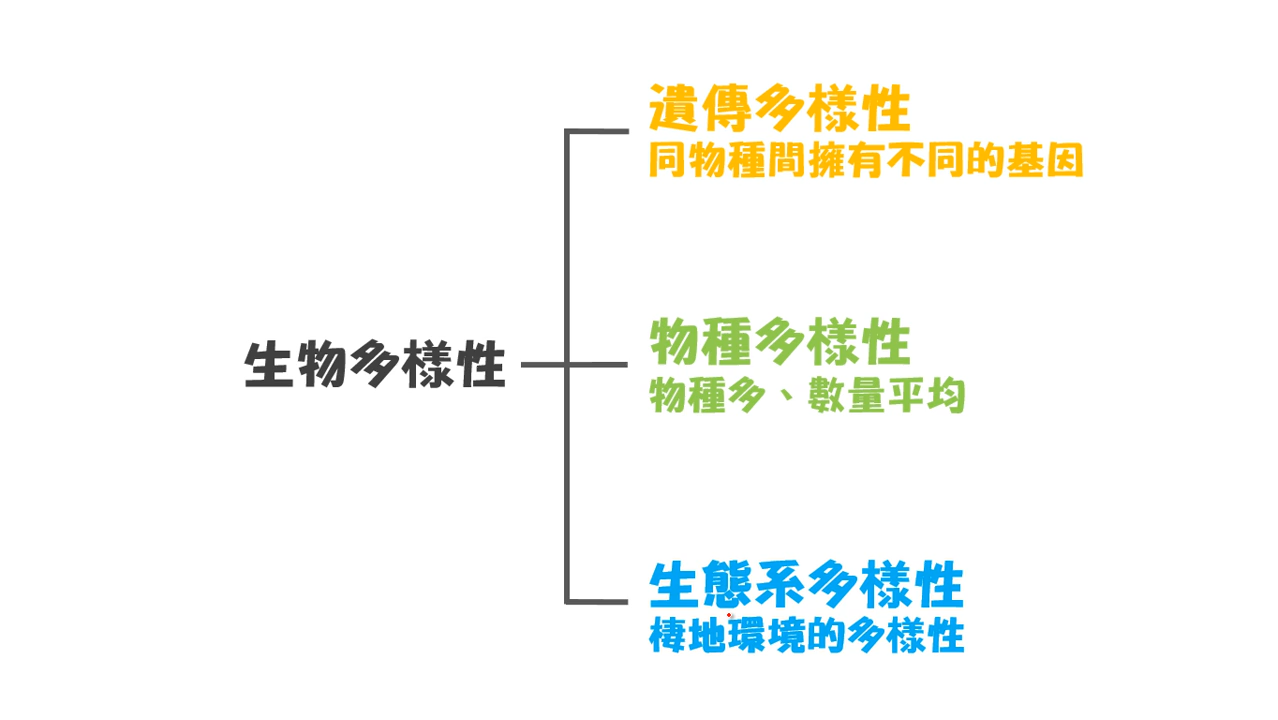 遺傳多樣性
同物種間擁有不同的基因
生物多樣性
物種多樣性
物種多、數量平均
生態系多樣性
棲地環境的多樣性